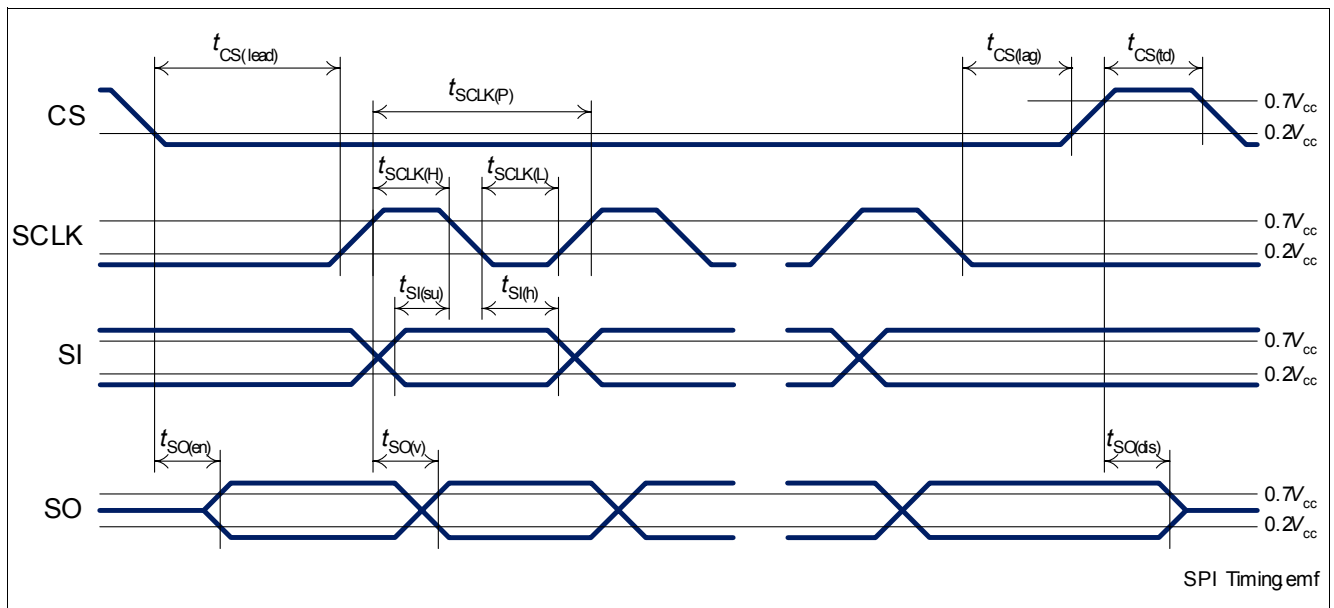 tCS(lead)
tCS(lag)
tCS(td)
tSCLK(P)
CS
0.7Vcc
0.2Vcc
tSCLK(H)
tSCLK(L)
SCLK
0.7Vcc
0.2Vcc
tSI(su)
tSI(h)
SI
0.7Vcc
0.2Vcc
tSO(en)
tSO(v)
tSO(dis)
SO
0.7Vcc
0.2Vcc
SPI Timing.emf